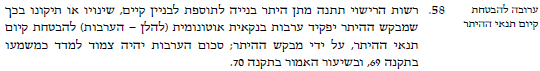 ערובה להבטחת
קיום תנאי ההיתר
58. רשות הרישוי תתנה מתן היתר בנייה לתוספת לבניין קיים, שינויו או תיקונו בכך
שמבקש ההיתר יפקיד ערבות בנקאית אוטונומית (להלן – הערבות) להבטחת קיום
תנאי ההיתר, על ידי מבקש ההיתר; סכום הערבות יהיה צמוד למדד כמשמעו
בתקנה 69, ובשיעור האמור בתקנה 70.